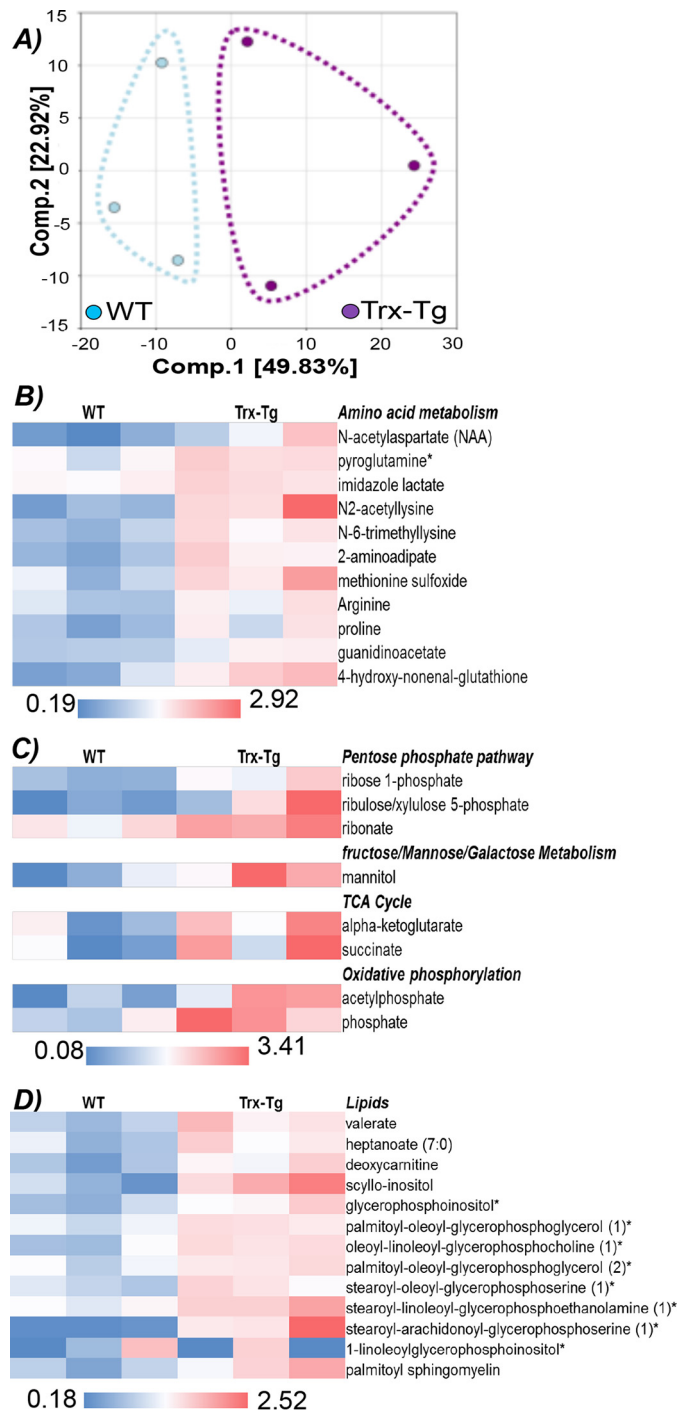 A)
15
10
5
0
-5
-10
-15
Comp.2 [22.92%]
WT
Trx-Tg
-20 -10 0 10 20 30
Comp.1 [49.83%]
B)
WT Trx-Tg Amino acid metabolism
N-acetylaspartate (NAA)
pyroglutamine*
imidazole lactate
N2-acetyllysine
N-6-trimethyllysine
2-aminoadipate
methionine sulfoxide
Arginine
proline
guanidinoacetate
4-hydroxy-nonenal-glutathione
0.19 2.92
C)
WT Trx-Tg Pentose phosphate pathway
ribose 1-phosphate
ribulose/xylulose 5-phosphate
ribonate
fructose/Mannose/Galactose Metabolism
mannitol
TCA Cycle
alpha-ketoglutarate
succinate
Oxidative phosphorylation
acetylphosphate
phosphate
0.08 3.41
D)
WT Trx-Tg Lipids
valerate
heptanoate (7:0)
deoxycarnitine
scyllo-inositol
glycerophosphoinositol*
palmitoyl-oleoyl-glycerophosphoglycerol (1)*
oleoyl-linoleoyl-glycerophosphocholine (1)*
palmitoyl-oleoyl-glycerophosphoglycerol (2)*
stearoyl-oleoyl-glycerophosphoserine (1)*
stearoyl-linoleoyl-glycerophosphoethanolamine (1)*
stearoyl-arachidonoyl-glycerophosphoserine (1)*
1-linoleoylglycerophosphoinositol*
palmitoyl sphingomyelin
0.18 2.52